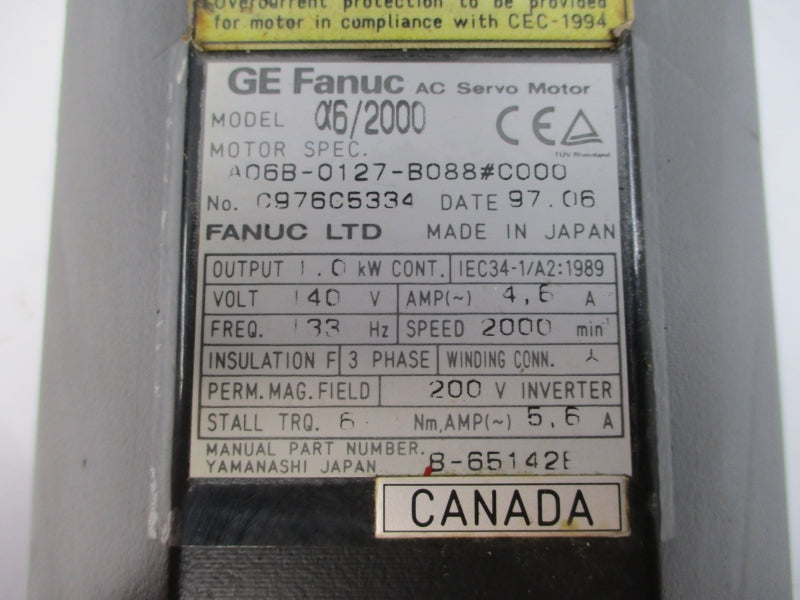 Overcurrent protection to be provided
for motor in compliance with CEC-1994
GE Fanuc AC Servo Motor
MODEL α6/2000 CE
TÜV Rheinland
MOTOR SPEC.
A06B-0127-B088#C000
No. C976C5334 DATE 97.06
FANUC LTD MADE IN JAPAN
OUTPUT 1.0 kW CONT. IEC34-1/A2:1989
VOLT 140 V AMP(~) 4,6 A
FREQ. 133 Hz SPEED 2000 min⁻¹
INSULATION F 3 PHASE WINDING CONN. ⅄
PERM.MAG.FIELD 200 V INVERTER
STALL TRQ. 6 Nm,AMP(~) 5,6 A
MANUAL PART NUMBER.
YAMANASHI JAPAN B-65142E
CANADA